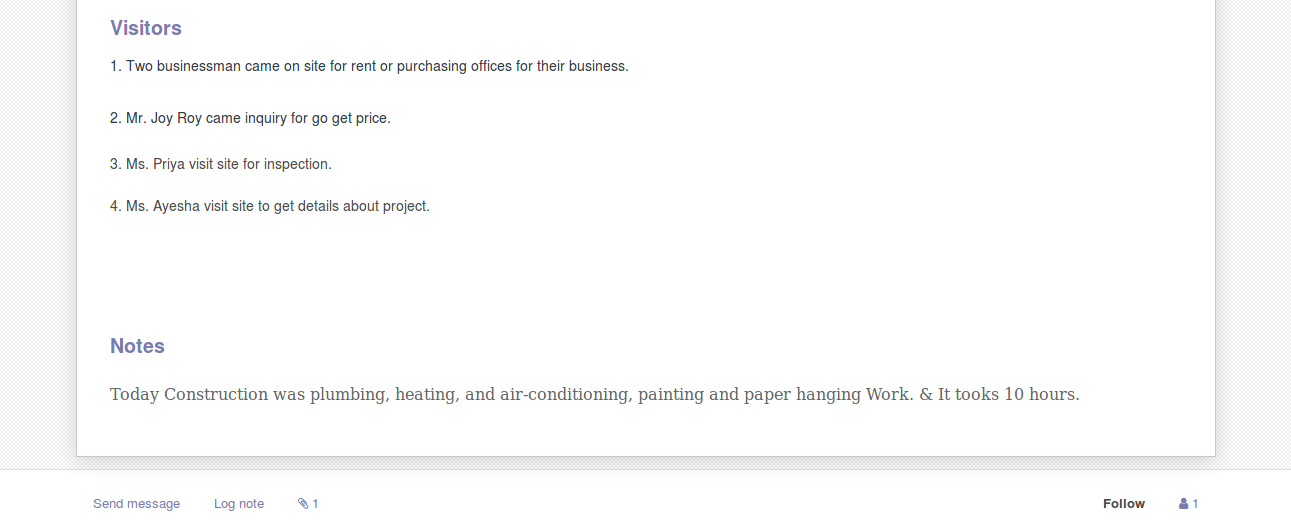 Visitors
1. Two businessman came on site for rent or purchasing offices for their business.
2. Mr. Joy Roy came inquiry for go get price.
3. Ms. Priya visit site for inspection.
4. Ms. Ayesha visit site to get details about project.
Notes
Today Construction was plumbing, heating, and air-conditioning, painting and paper hanging Work. & It tooks 10 hours.
Send message Log note 1 Follow 1